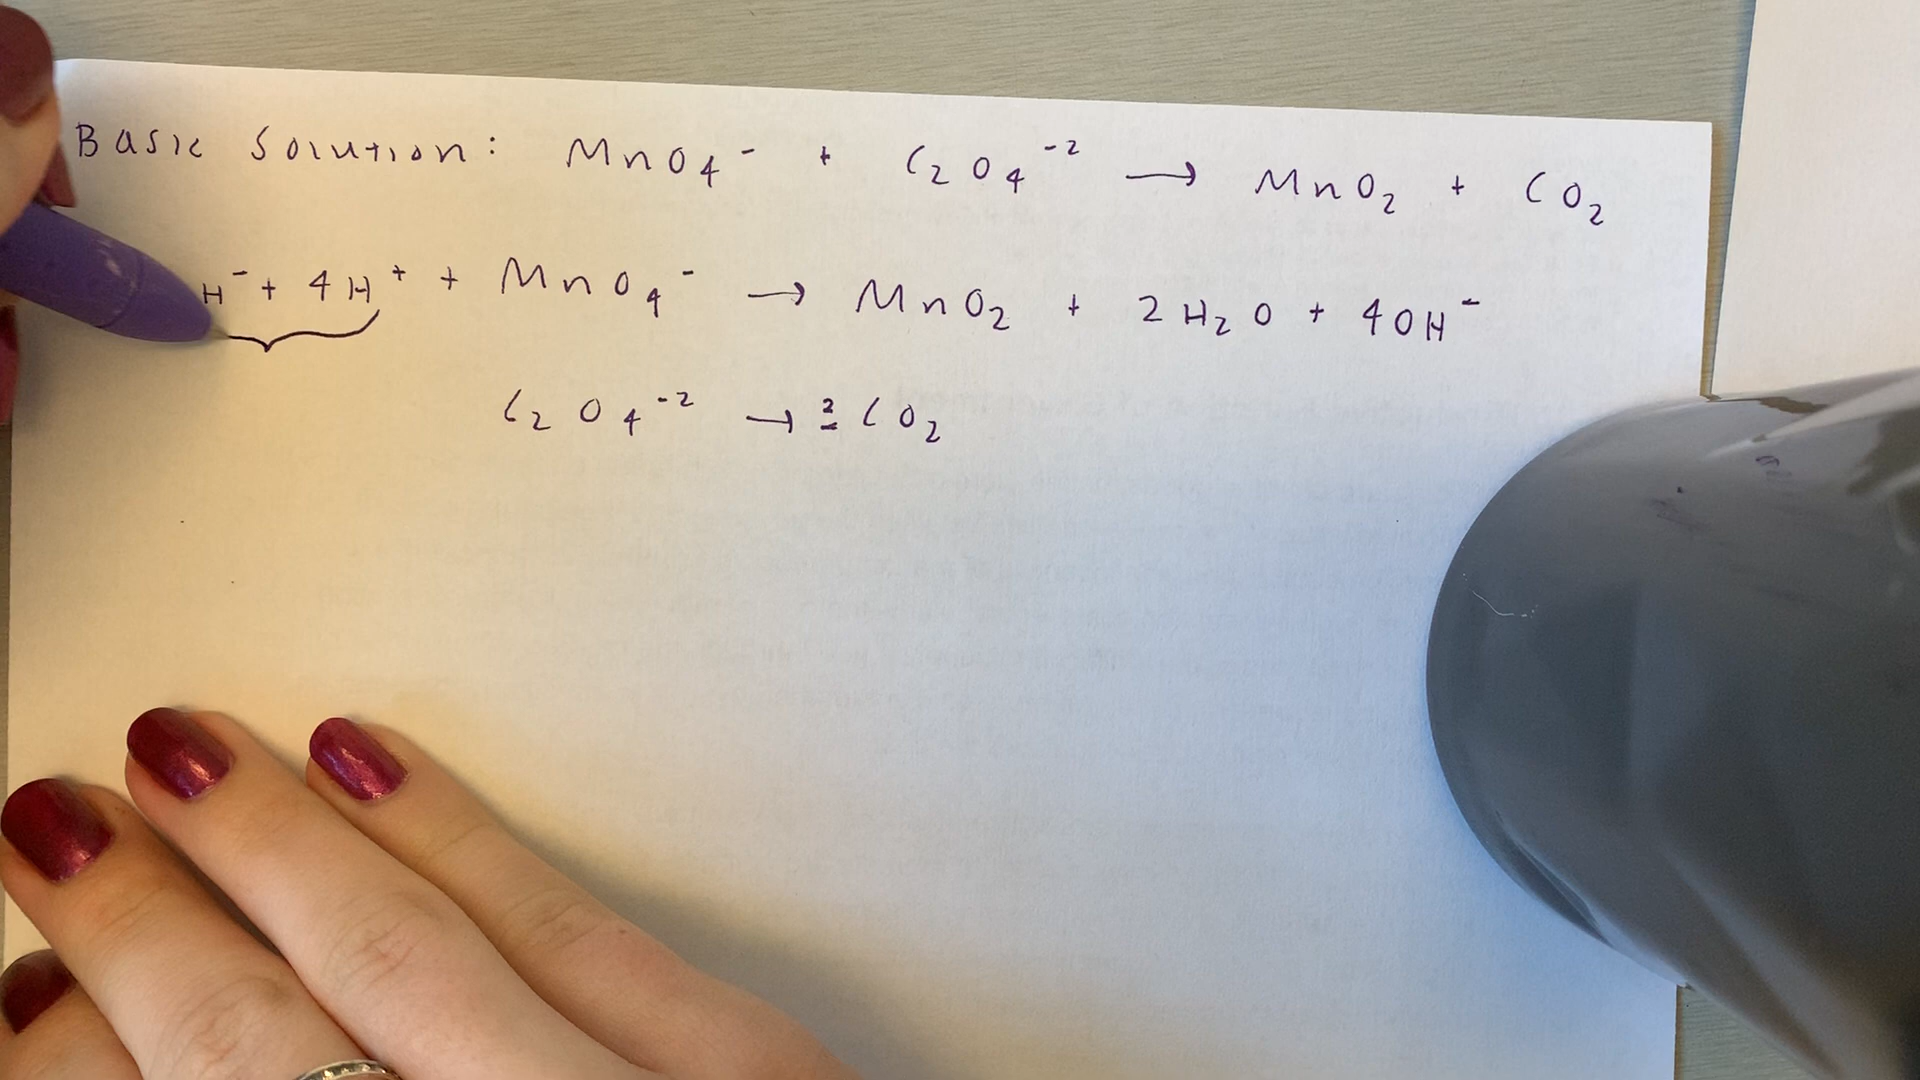 Basic Solution: MnO4⁻ + C2O4⁻² → MnO2 + CO2
H⁻ + 4H⁺ + MnO4⁻ → MnO2 + 2H2O + 4OH⁻
C2O4⁻² → 2CO2